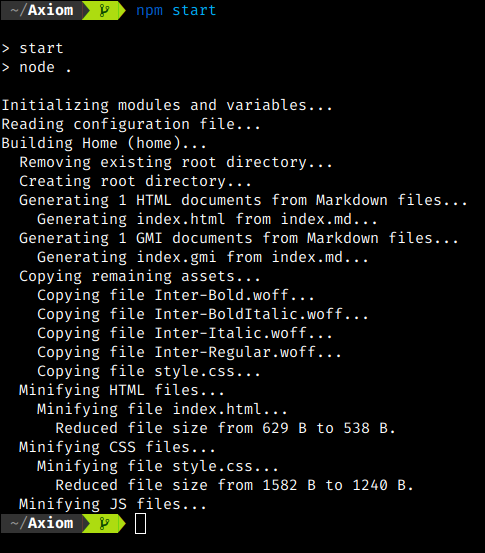 ~/Axiom npm start
> start
> node .
Initializing modules and variables...
Reading configuration file...
Building Home (home)...
  Removing existing root directory...
  Creating root directory...
  Generating 1 HTML documents from Markdown files...
    Generating index.html from index.md...
  Generating 1 GMI documents from Markdown files...
    Generating index.gmi from index.md...
  Copying remaining assets...
    Copying file Inter-Bold.woff...
    Copying file Inter-BoldItalic.woff...
    Copying file Inter-Italic.woff...
    Copying file Inter-Regular.woff...
    Copying file style.css...
  Minifying HTML files...
    Minifying file index.html...
      Reduced file size from 629 B to 538 B.
  Minifying CSS files...
    Minifying file style.css...
      Reduced file size from 1582 B to 1240 B.
  Minifying JS files...
~/Axiom